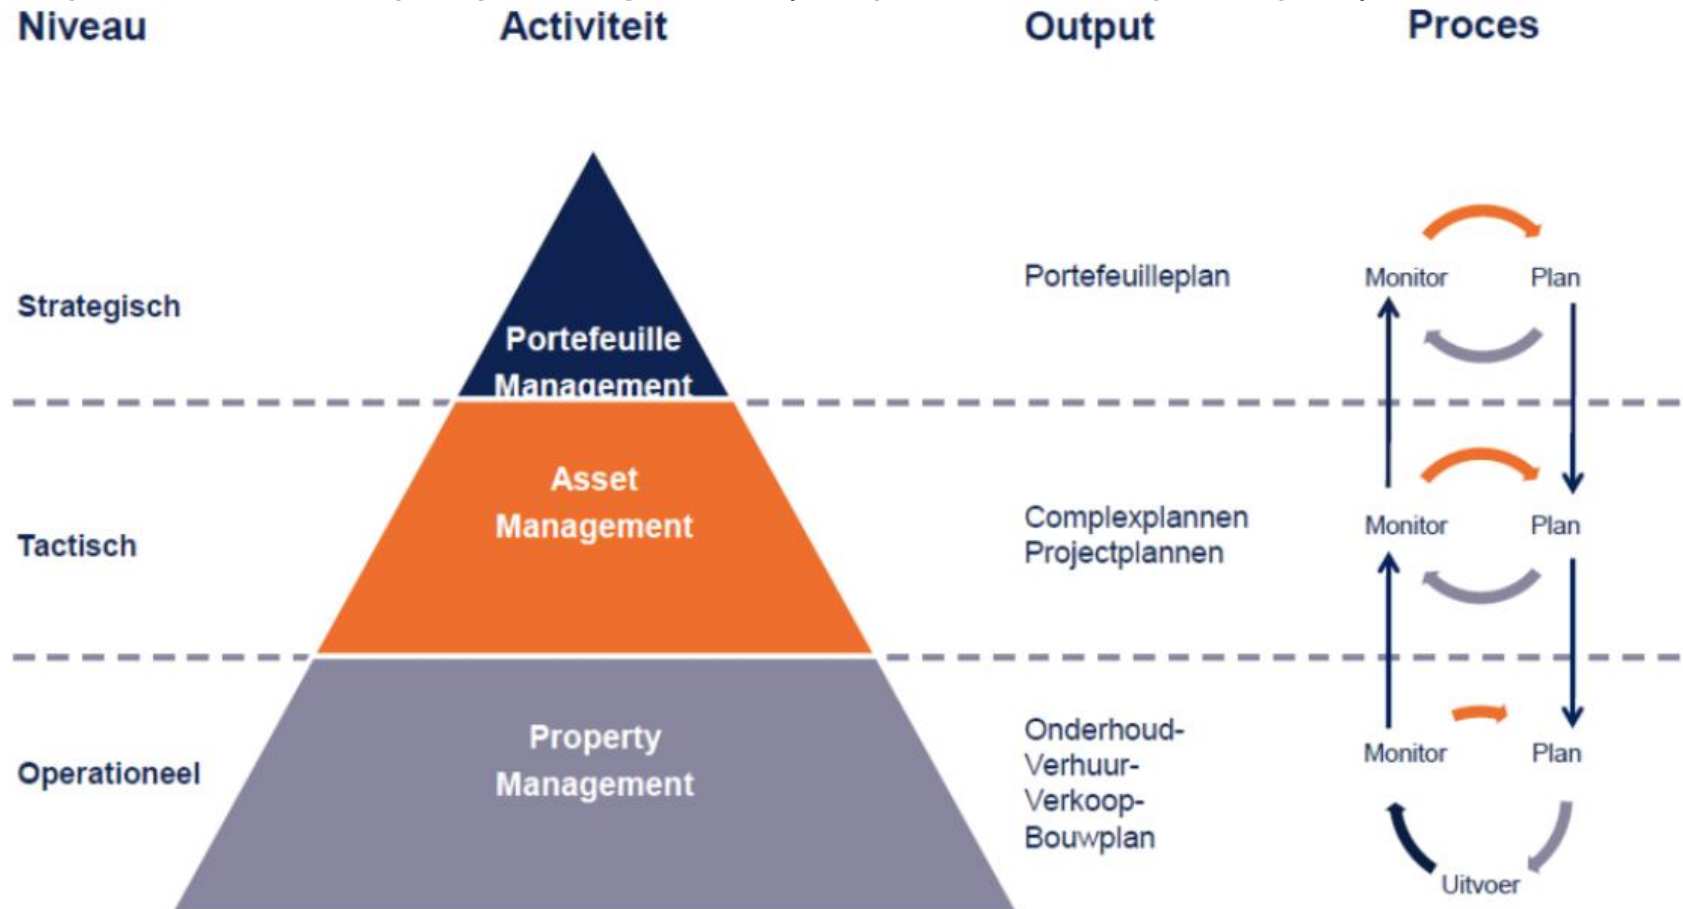 Niveau
Activiteit
Output
Proces
Strategisch
Portefeuille
Management
Portefeuilleplan
Monitor
Plan
Tactisch
Asset
Management
Complexplannen
Projectplannen
Monitor
Plan
Operationeel
Property
Management
Onderhoud-
Verhuur-
Verkoop-
Bouwplan
Monitor
Plan
Uitvoer